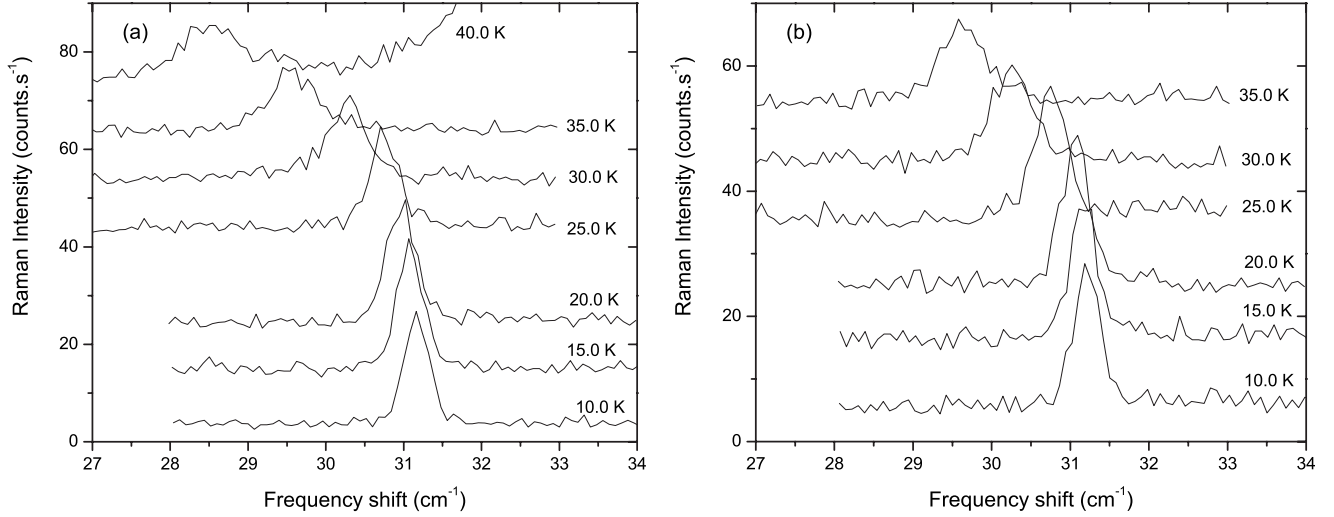 (a)
Raman Intensity (counts.s⁻¹)
80
60
40
20
0
40.0 K
35.0 K
30.0 K
25.0 K
20.0 K
15.0 K
10.0 K
27 28 29 30 31 32 33 34
Frequency shift (cm⁻¹)
(b)
Raman Intensity (counts.s⁻¹)
60
40
20
0
35.0 K
30.0 K
25.0 K
20.0 K
15.0 K
10.0 K
27 28 29 30 31 32 33 34
Frequency shift (cm⁻¹)